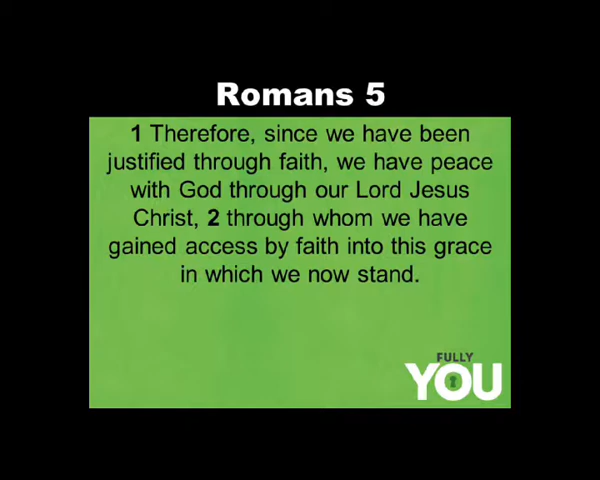 Romans 5
1 Therefore, since we have been
justified through faith, we have peace
with God through our Lord Jesus
Christ, 2 through whom we have
gained access by faith into this grace
in which we now stand.
FULLY
YOU